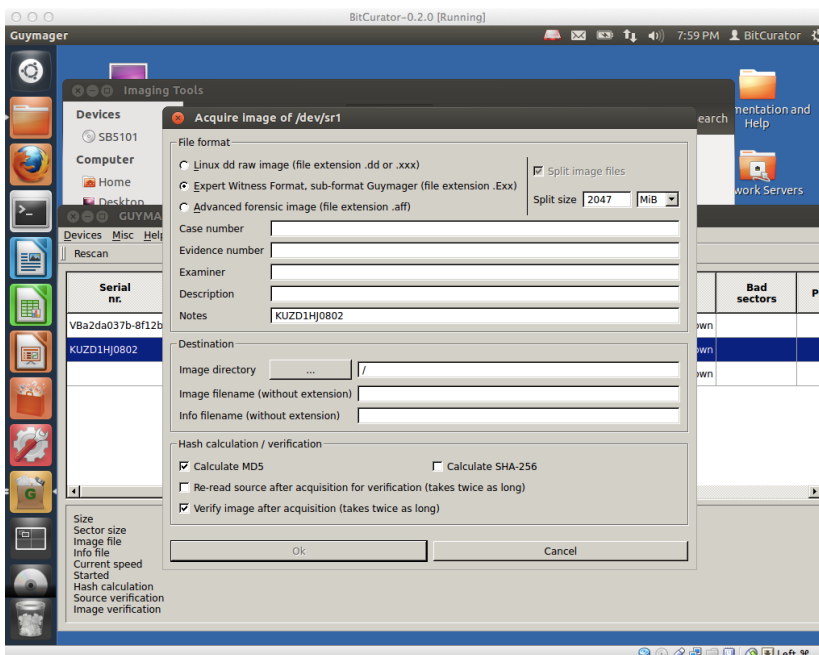 BitCurator-0.2.0 [Running]
Guymager
7:59 PM BitCurator
Imaging Tools
Devices
SB5101
Computer
Home
Desktop
earch
mentation and
Help
work Servers
Acquire image of /dev/sr1
File format
Linux dd raw image (file extension .dd or .xxx)
Expert Witness Format, sub-format Guymager (file extension .Exx)
Advanced forensic image (file extension .aff)
Split image files
Split size 2047 MiB
Case number
Evidence number
Examiner
Description
Notes KUZD1HJ0802
Destination
Image directory ... /
Image filename (without extension)
Info filename (without extension)
Hash calculation / verification
Calculate MD5 Calculate SHA-256
Re-read source after acquisition for verification (takes twice as long)
Verify image after acquisition (takes twice as long)
Ok Cancel
GUYMA
Devices Misc Help
Rescan
Serial
nr.
Bad
sectors
P
VBa2da037b-8f12b own
KUZD1HJ0802 own
own
Size
Sector size
Image file
Info file
Current speed
Started
Hash calculation
Source verification
Image verification
Left ⌘